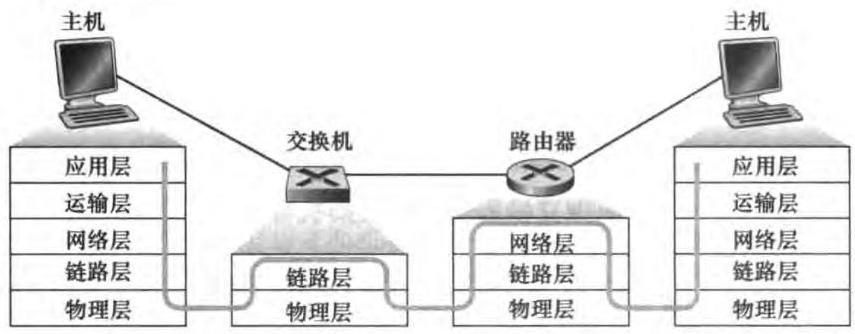 主机
主机
交换机
路由器
应用层
运输层
网络层
链路层
物理层
链路层
物理层
网络层
链路层
物理层
应用层
运输层
网络层
链路层
物理层